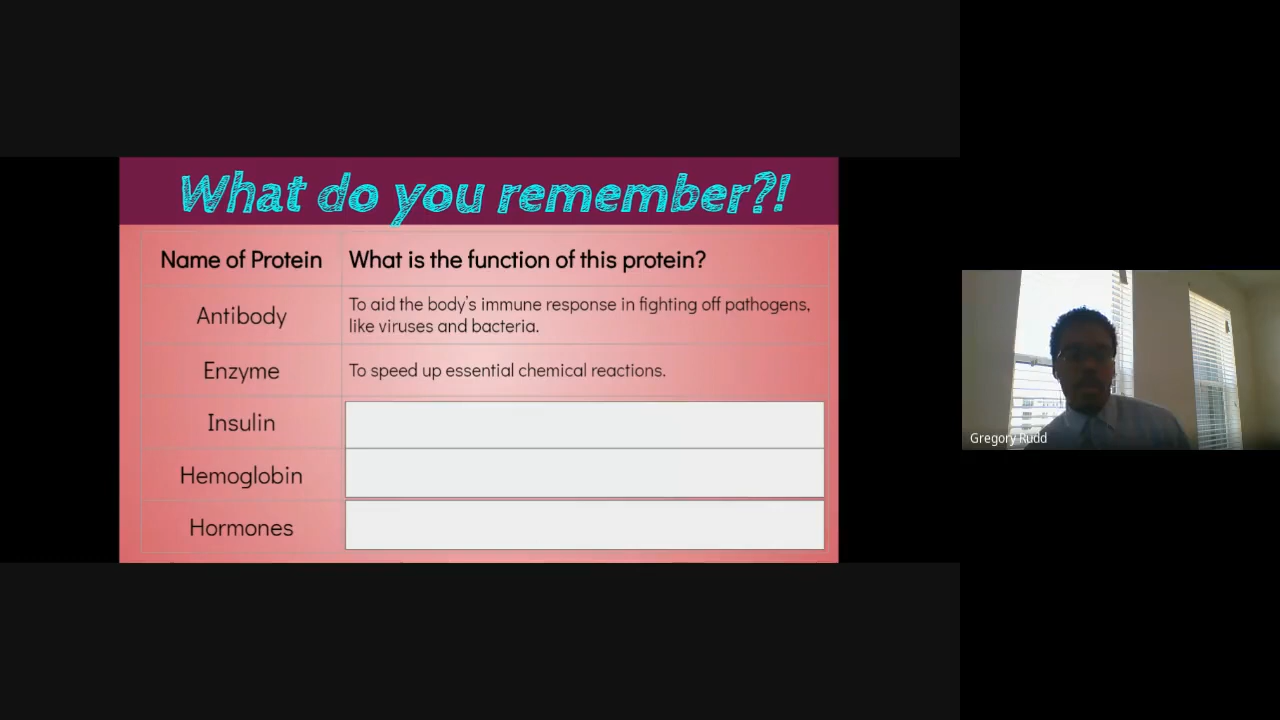 What do you remember?!
Name of Protein
What is the function of this protein?
Antibody
To aid the body's immune response in fighting off pathogens,
like viruses and bacteria.
Enzyme
To speed up essential chemical reactions.
Insulin
Hemoglobin
Hormones
Gregory Rudd